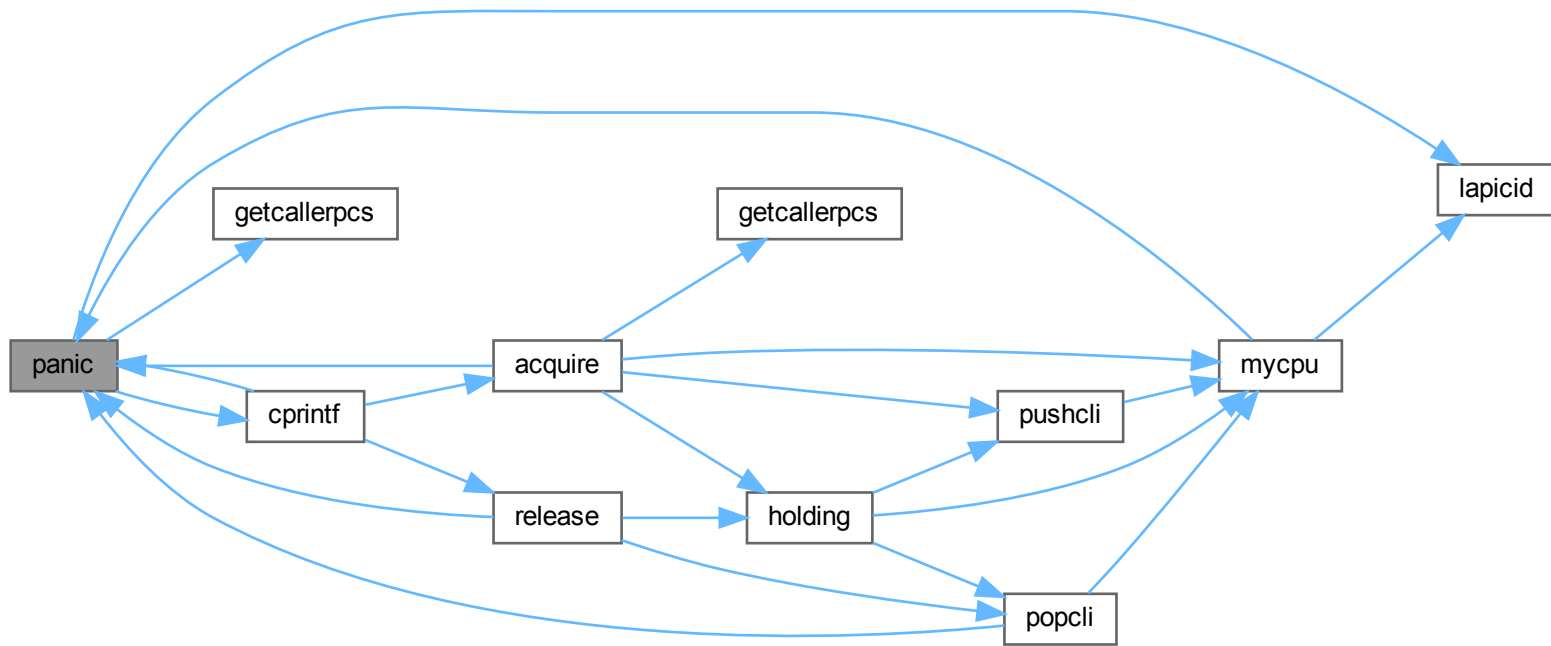 lapicid
getcallerpcs
getcallerpcs
panic
acquire
mycpu
cprintf
pushcli
release
holding
popcli